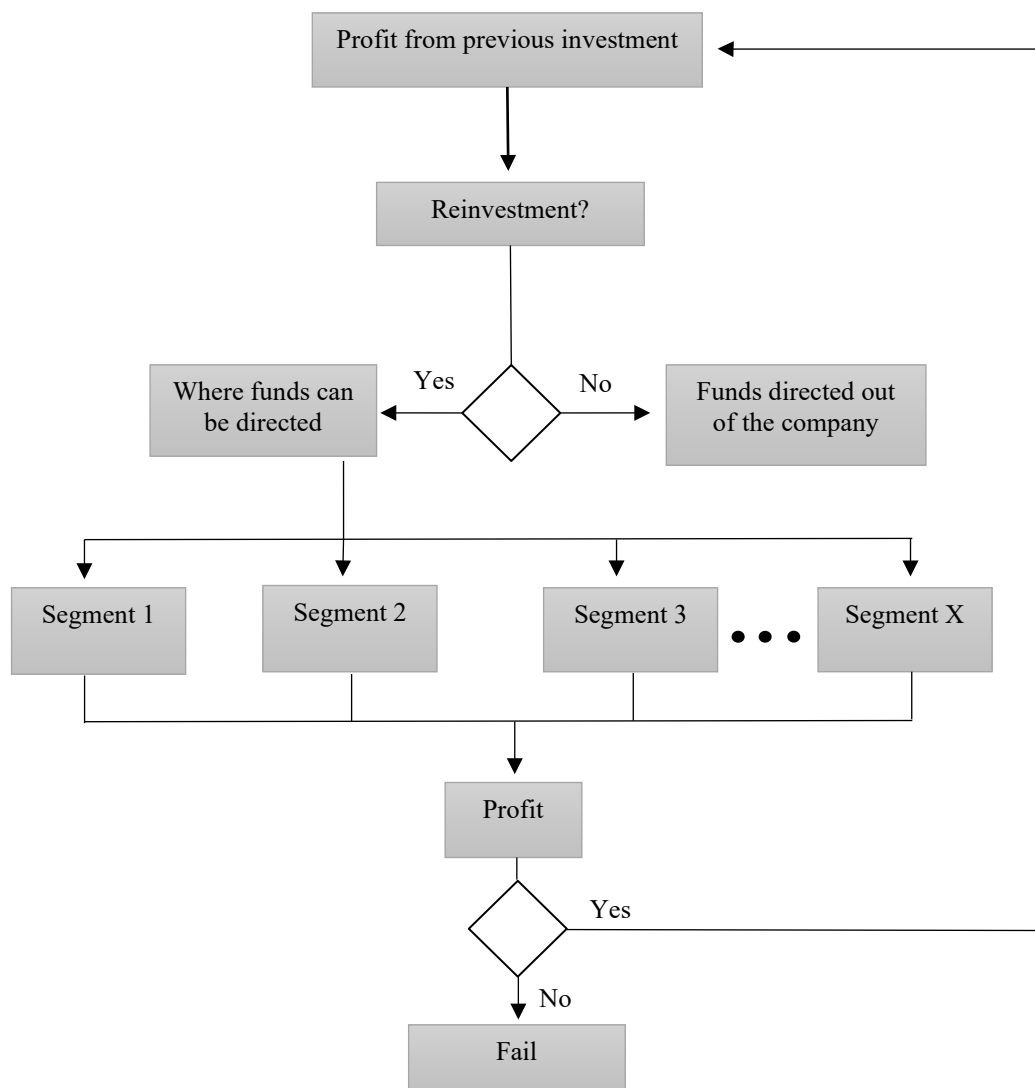 Profit from previous investment
Reinvestment?
Yes
No
Where funds can
be directed
Funds directed out
of the company
Segment 1
Segment 2
Segment 3
Segment X
Profit
Yes
No
Fail